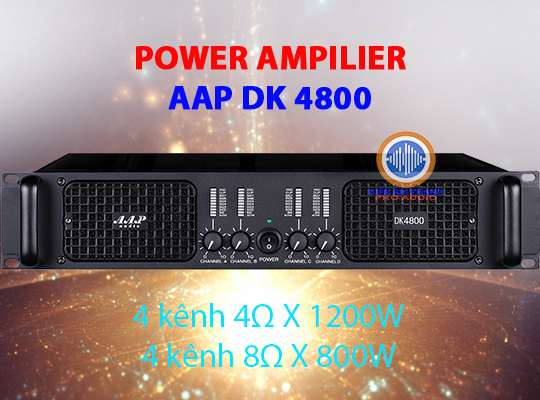 POWER AMPILIER
AAP DK 4800
PRO AUDIO
AAP
audio
DK4800
CHANNEL A
CHANNEL B
POWER
CHANNEL C
CHANNEL D
4 kênh 4Ω X 1200W
4 kênh 8Ω X 800W